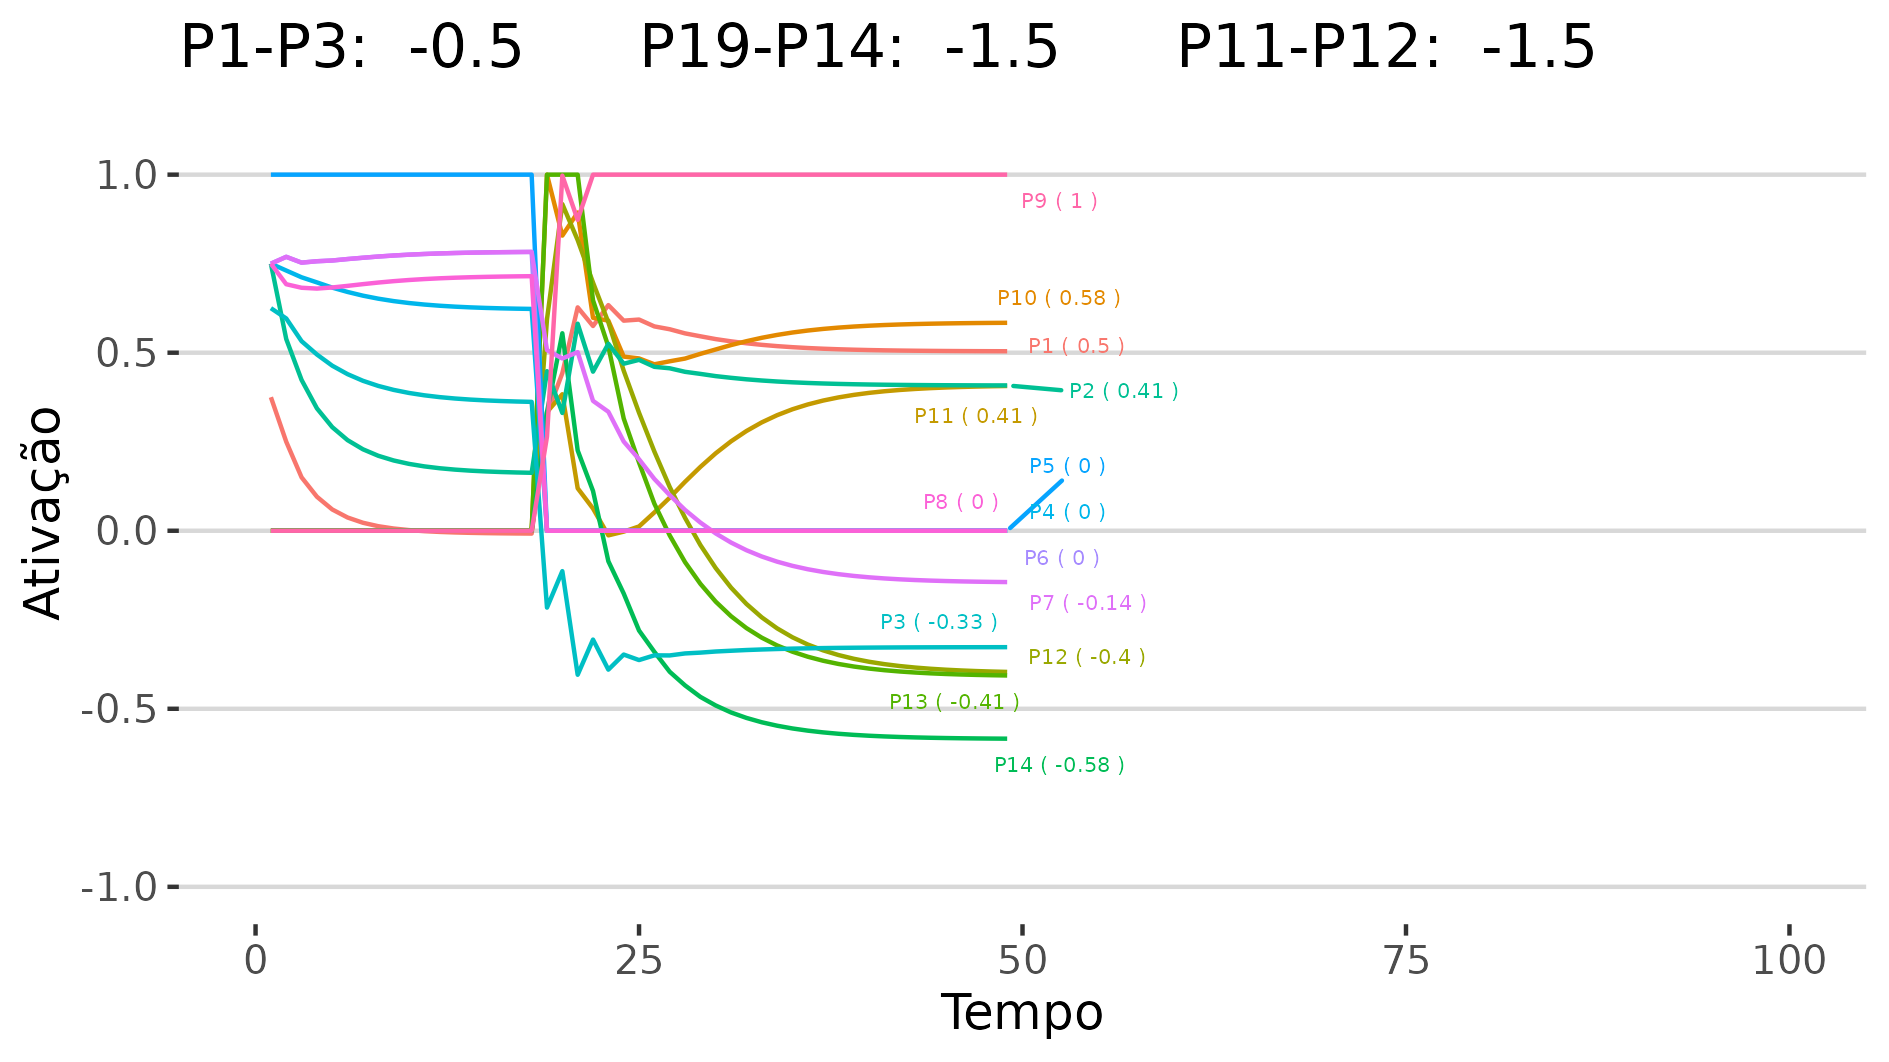 P1-P3: -0.5 P19-P14: -1.5 P11-P12: -1.5
1.0
0.5
0.0
-0.5
-1.0
Ativação
P9 ( 1 )
P10 ( 0.58 )
P1 ( 0.5 )
P2 ( 0.41 )
P11 ( 0.41 )
P5 ( 0 )
P8 ( 0 )
P4 ( 0 )
P6 ( 0 )
P7 ( -0.14 )
P3 ( -0.33 )
P12 ( -0.4 )
P13 ( -0.41 )
P14 ( -0.58 )
0 25 50 75 100
Tempo